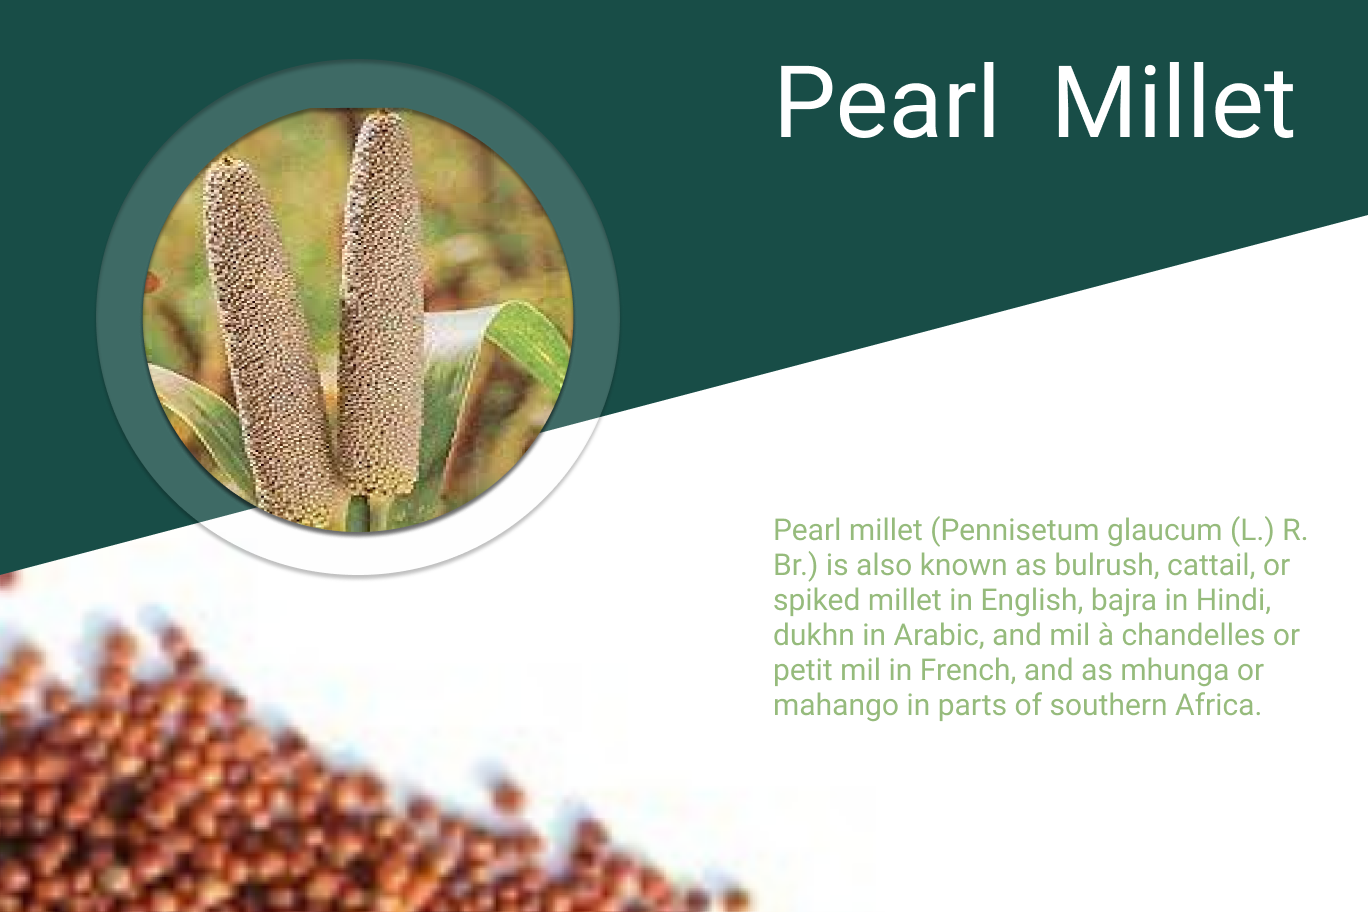 Pearl Millet
Pearl millet (Pennisetum glaucum (L.) R.
Br.) is also known as bulrush, cattail, or
spiked millet in English, bajra in Hindi,
dukhn in Arabic, and mil à chandelles or
petit mil in French, and as mhunga or
mahango in parts of southern Africa.